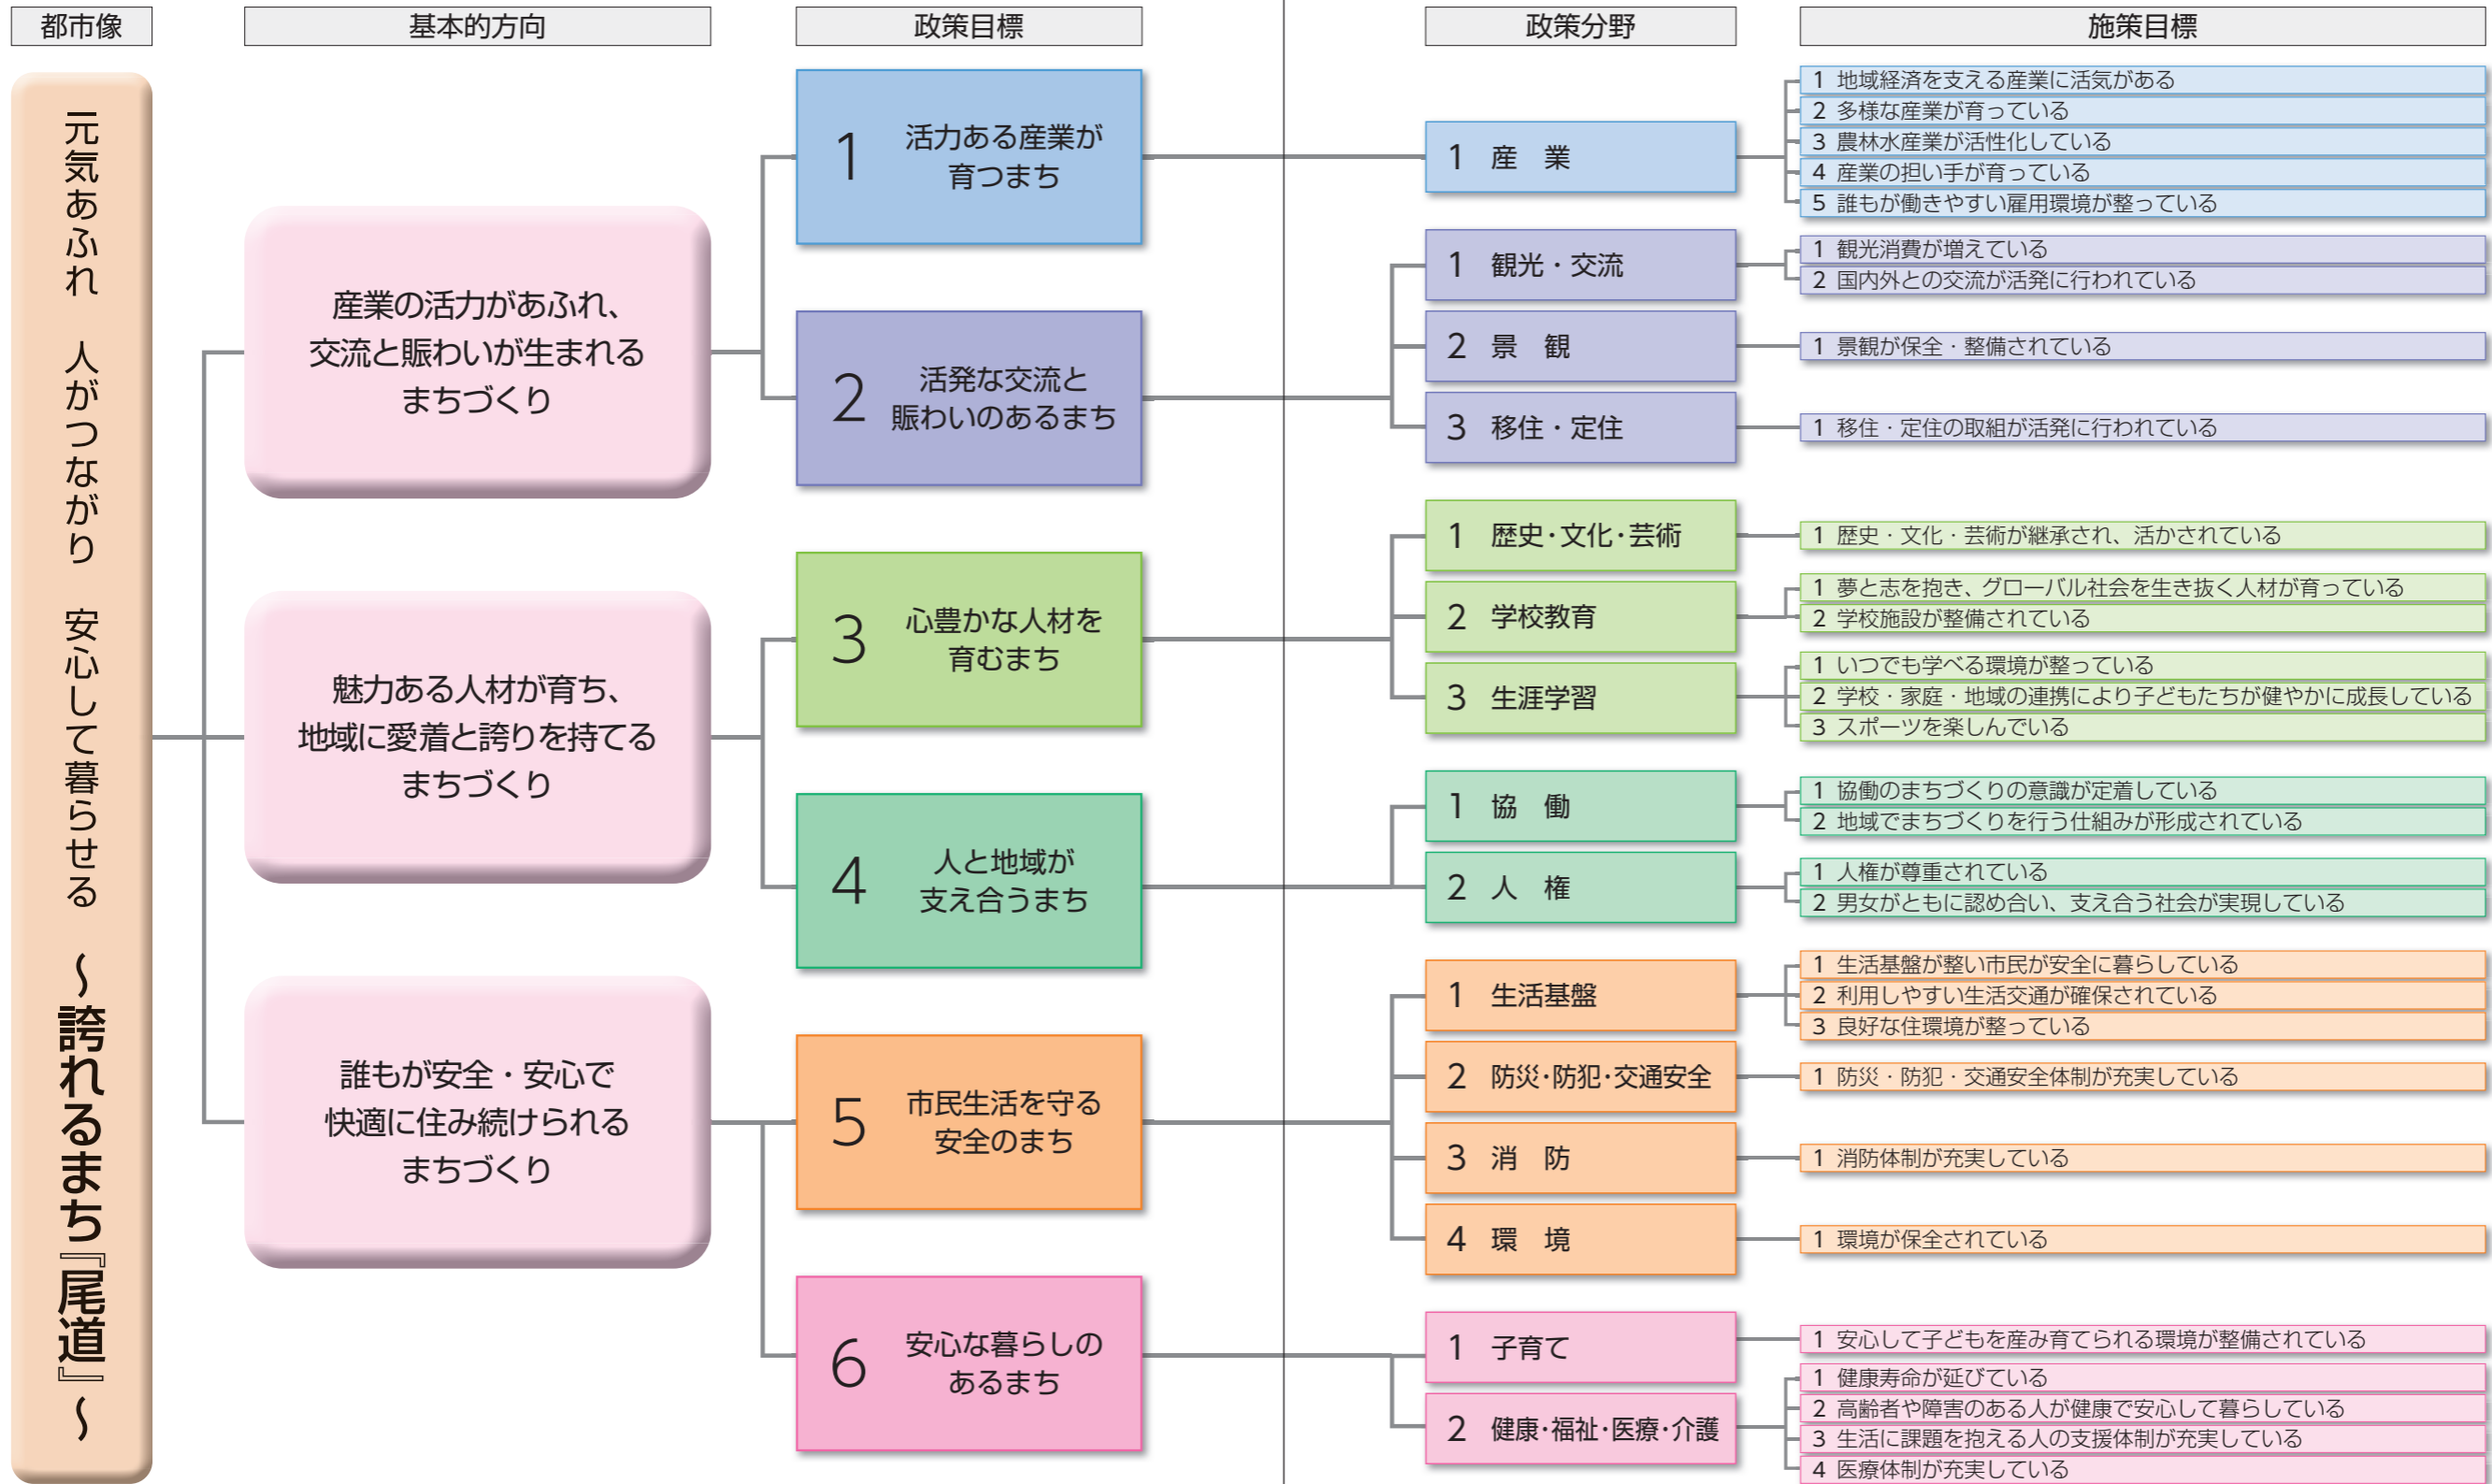 都市像
基本的方向
政策目標
政策分野
施策目標
元気あふれ 人がつながり 安心して暮らせる ～誇れるまち『尾道』～
産業の活力があふれ、
交流と賑わいが生まれる
まちづくり
1 活力ある産業が
育つまち
1 産 業
1 地域経済を支える産業に活気がある
2 多様な産業が育っている
3 農林水産業が活性化している
4 産業の担い手が育っている
5 誰もが働きやすい雇用環境が整っている
2 活発な交流と
賑わいのあるまち
1 観光・交流
1 観光消費が増えている
2 国内外との交流が活発に行われている
2 景 観
1 景観が保全・整備されている
3 移住・定住
1 移住・定住の取組が活発に行われている
魅力ある人材が育ち、
地域に愛着と誇りを持てる
まちづくり
3 心豊かな人材を
育むまち
1 歴史・文化・芸術
1 歴史・文化・芸術が継承され、活かされている
2 学校教育
1 夢と志を抱き、グローバル社会を生き抜く人材が育っている
2 学校施設が整備されている
3 生涯学習
1 いつでも学べる環境が整っている
2 学校・家庭・地域の連携により子どもたちが健やかに成長している
3 スポーツを楽しんでいる
4 人と地域が
支え合うまち
1 協 働
1 協働のまちづくりの意識が定着している
2 地域でまちづくりを行う仕組みが形成されている
2 人 権
1 人権が尊重されている
2 男女がともに認め合い、支え合う社会が実現している
誰もが安全・安心で
快適に住み続けられる
まちづくり
5 市民生活を守る
安全のまち
1 生活基盤
1 生活基盤が整い市民が安全に暮らしている
2 利用しやすい生活交通が確保されている
3 良好な住環境が整っている
2 防災・防犯・交通安全
1 防災・防犯・交通安全体制が充実している
3 消 防
1 消防体制が充実している
4 環 境
1 環境が保全されている
6 安心な暮らしの
あるまち
1 子育て
1 安心して子どもを産み育てられる環境が整備されている
2 健康・福祉・医療・介護
1 健康寿命が延びている
2 高齢者や障害のある人が健康で安心して暮らしている
3 生活に課題を抱える人の支援体制が充実している
4 医療体制が充実している